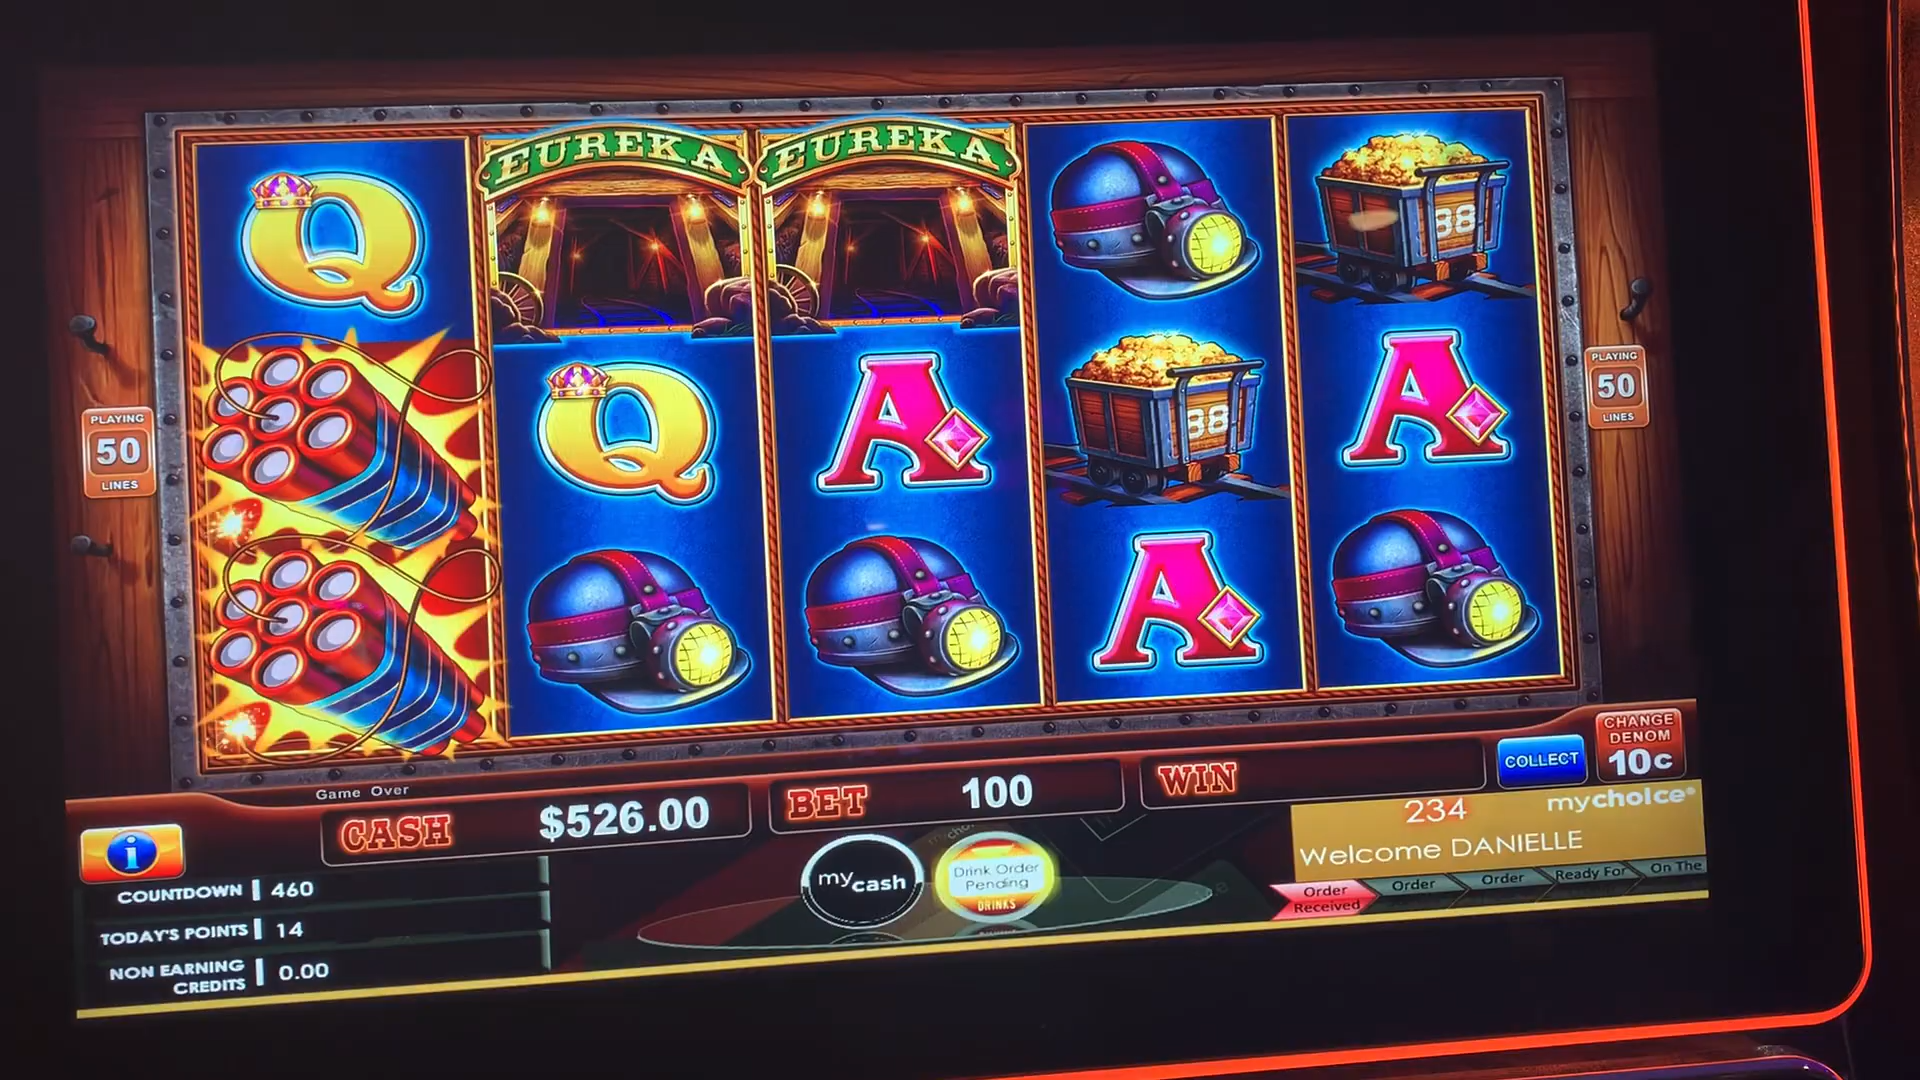 EUREKA EUREKA
Q
88
PLAYING
50
LINES
Q
A
88
A
PLAYING
50
LINES
A
Game Over
CASH $526.00
BET 100
WIN
COLLECT
CHANGE
DENOM
10c
i
COUNTDOWN 460
TODAY'S POINTS 14
NON EARNING
CREDITS 0.00
my cash
Drink Order
Pending
DRINKS
234
mychoice®
Welcome DANIELLE
Order
Received
Order
Order
Ready For
On The